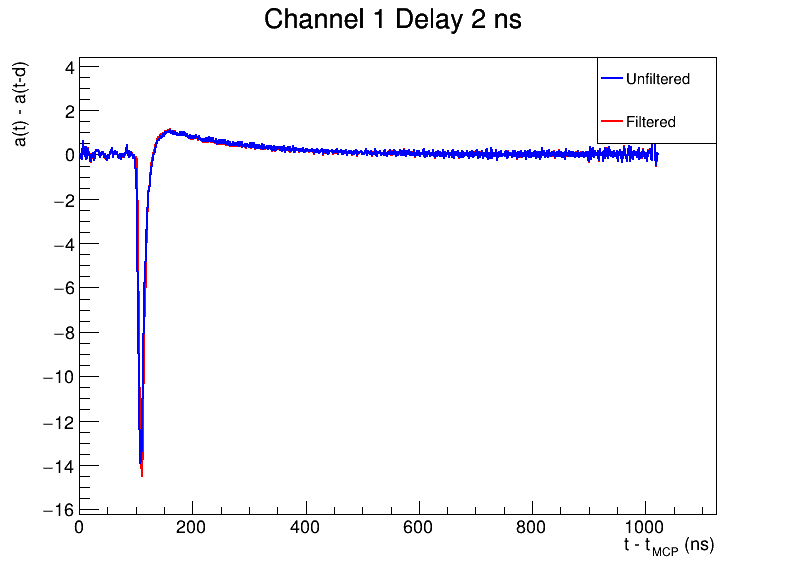 Channel 1 Delay 2 ns
a(t) - a(t-d)
4
2
0
−2
−4
−6
−8
−10
−12
−14
−16
Unfiltered
Filtered
0 200 400 600 800 1000
t - tMCP (ns)